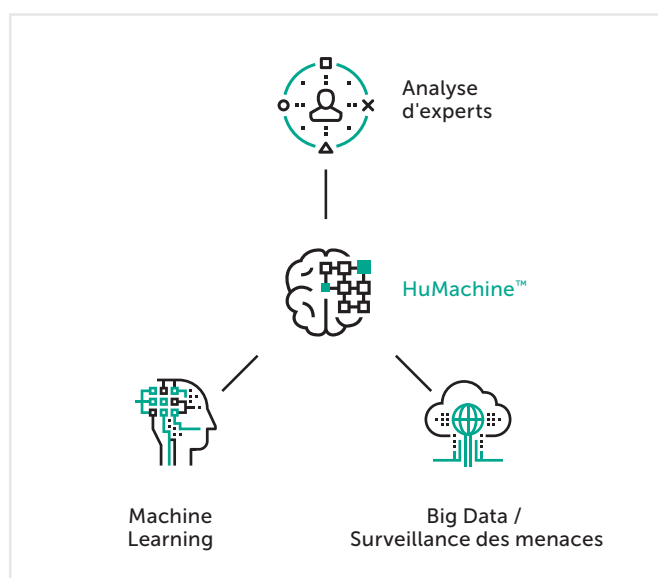 Analyse
d'experts
HuMachine™
Machine
Learning
Big Data /
Surveillance des menaces